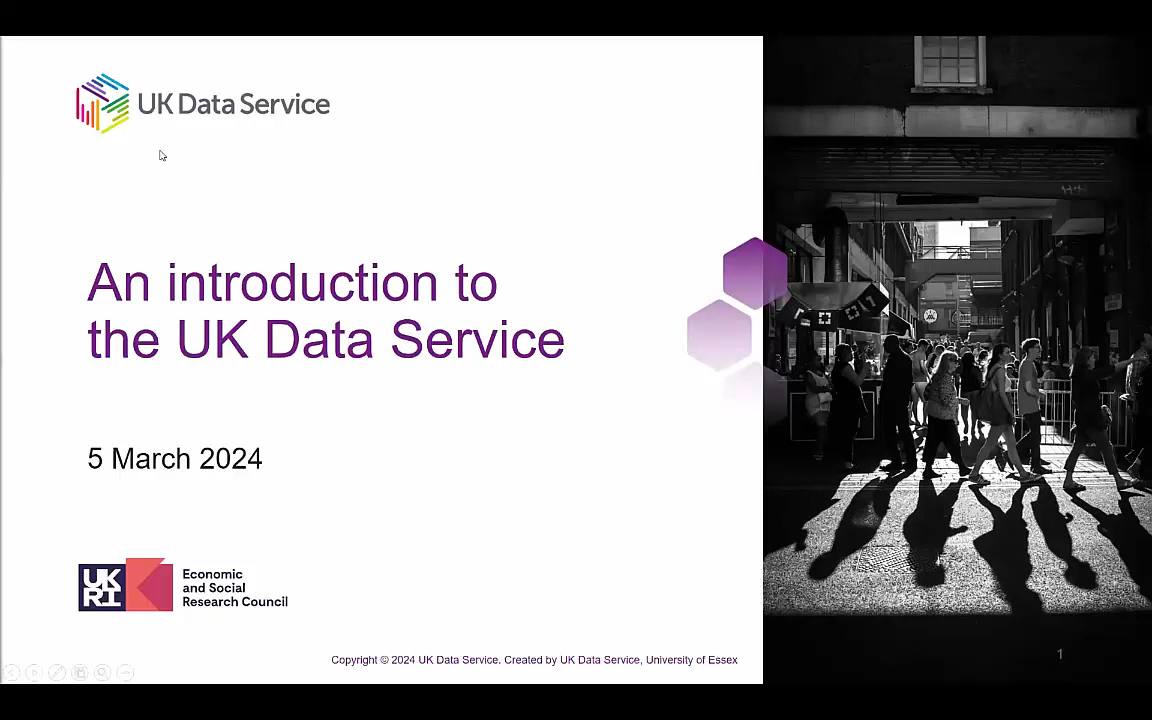 UK Data Service
An introduction to
the UK Data Service
5 March 2024
UK
RI
Economic
and Social
Research Council
Copyright © 2024 UK Data Service. Created by UK Data Service, University of Essex
1